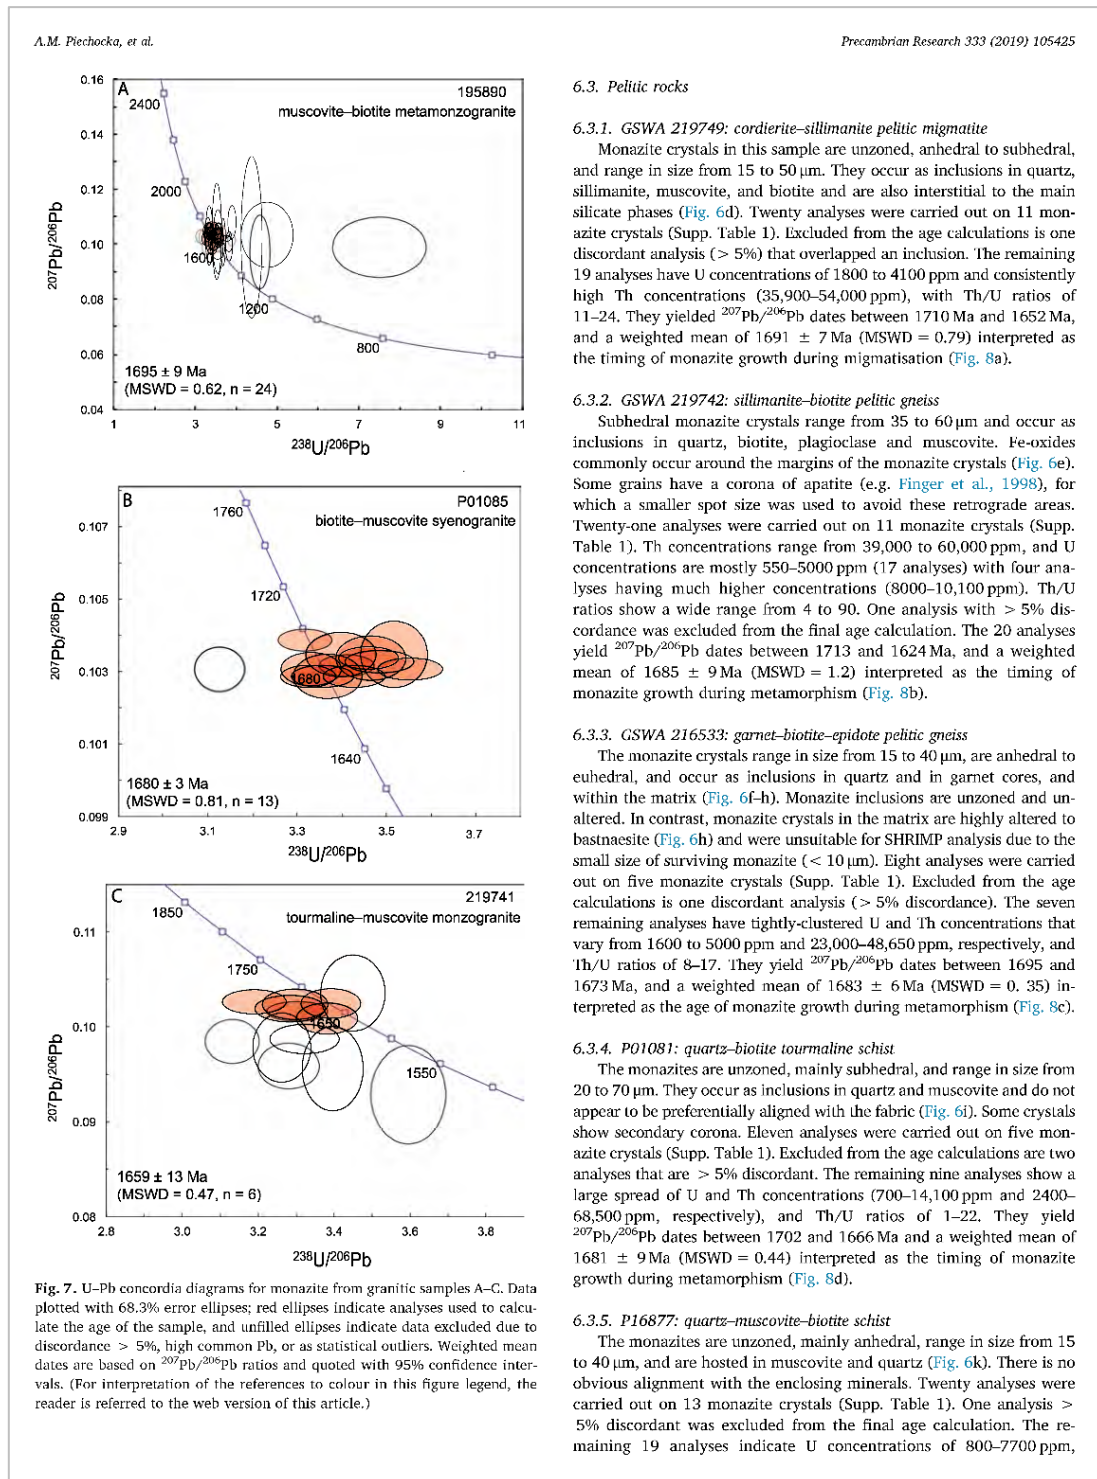 A.M. Piechocka, et al.
Precambrian Research 333 (2019) 105425
0.16
0.14
0.12
0.10
0.08
0.06
0.04
A
195890
muscovite–biotite metamonzogranite
2400
2000
1600
1200
800
1695 ± 9 Ma
(MSWD = 0.62, n = 24)
1
3
5
7
9
11
207Pb/206Pb
238U/206Pb
0.107
0.105
0.103
0.101
0.099
B
P01085
biotite–muscovite syenogranite
1760
1720
1680
1640
1680 ± 3 Ma
(MSWD = 0.81, n = 13)
2.9
3.1
3.3
3.5
3.7
207Pb/206Pb
238U/206Pb
0.11
0.10
0.09
0.08
C
219741
tourmaline–muscovite monzogranite
1850
1750
1650
1550
1659 ± 13 Ma
(MSWD = 0.47, n = 6)
2.8
3.0
3.2
3.4
3.6
3.8
207Pb/206Pb
238U/206Pb
Fig. 7. U–Pb concordia diagrams for monazite from granitic samples A–C. Data
plotted with 68.3% error ellipses; red ellipses indicate analyses used to calcu-
late the age of the sample, and unfilled ellipses indicate data excluded due to
discordance > 5%, high common Pb, or as statistical outliers. Weighted mean
dates are based on 207Pb/206Pb ratios and quoted with 95% confidence inter-
vals. (For interpretation of the references to colour in this figure legend, the
reader is referred to the web version of this article.)
6.3. Pelitic rocks
6.3.1. GSWA 219749: cordierite–sillimanite pelitic migmatite
Monazite crystals in this sample are unzoned, anhedral to subhedral,
and range in size from 15 to 50 μm. They occur as inclusions in quartz,
sillimanite, muscovite, and biotite and are also interstitial to the main
silicate phases (Fig. 6d). Twenty analyses were carried out on 11 mon-
azite crystals (Supp. Table 1). Excluded from the age calculations is one
discordant analysis (> 5%) that overlapped an inclusion. The remaining
19 analyses have U concentrations of 1800 to 4100 ppm and consistently
high Th concentrations (35,900–54,000 ppm), with Th/U ratios of
11–24. They yielded 207Pb/206Pb dates between 1710 Ma and 1652 Ma,
and a weighted mean of 1691 ± 7 Ma (MSWD = 0.79) interpreted as
the timing of monazite growth during migmatisation (Fig. 8a).
6.3.2. GSWA 219742: sillimanite–biotite pelitic gneiss
Subhedral monazite crystals range from 35 to 60 μm and occur as
inclusions in quartz, biotite, plagioclase and muscovite. Fe-oxides
commonly occur around the margins of the monazite crystals (Fig. 6e).
Some grains have a corona of apatite (e.g. Finger et al., 1998), for
which a smaller spot size was used to avoid these retrograde areas.
Twenty-one analyses were carried out on 11 monazite crystals (Supp.
Table 1). Th concentrations range from 39,000 to 60,000 ppm, and U
concentrations are mostly 550–5000 ppm (17 analyses) with four ana-
lyses having much higher concentrations (8000–10,100 ppm). Th/U
ratios show a wide range from 4 to 90. One analysis with > 5% dis-
cordance was excluded from the final age calculation. The 20 analyses
yield 207Pb/206Pb dates between 1713 and 1624 Ma, and a weighted
mean of 1685 ± 9 Ma (MSWD = 1.2) interpreted as the timing of
monazite growth during metamorphism (Fig. 8b).
6.3.3. GSWA 216533: garnet–biotite–epidote pelitic gneiss
The monazite crystals range in size from 15 to 40 μm, are anhedral to
euhedral, and occur as inclusions in quartz and in garnet cores, and
within the matrix (Fig. 6f–h). Monazite inclusions are unzoned and un-
altered. In contrast, monazite crystals in the matrix are highly altered to
bastnaesite (Fig. 6h) and were unsuitable for SHRIMP analysis due to the
small size of surviving monazite (< 10 μm). Eight analyses were carried
out on five monazite crystals (Supp. Table 1). Excluded from the age
calculations is one discordant analysis (> 5% discordance). The seven
remaining analyses have tightly-clustered U and Th concentrations that
vary from 1600 to 5000 ppm and 23,000–48,650 ppm, respectively, and
Th/U ratios of 8–17. They yield 207Pb/206Pb dates between 1695 and
1673 Ma, and a weighted mean of 1683 ± 6 Ma (MSWD = 0. 35) in-
terpreted as the age of monazite growth during metamorphism (Fig. 8c).
6.3.4. P01081: quartz–biotite tourmaline schist
The monazites are unzoned, mainly subhedral, and range in size from
20 to 70 μm. They occur as inclusions in quartz and muscovite and do not
appear to be preferentially aligned with the fabric (Fig. 6i). Some crystals
show secondary corona. Eleven analyses were carried out on five mon-
azite crystals (Supp. Table 1). Excluded from the age calculations are two
analyses that are > 5% discordant. The remaining nine analyses show a
large spread of U and Th concentrations (700–14,100 ppm and 2400–
68,500 ppm, respectively), and Th/U ratios of 1–22. They yield
207Pb/206Pb dates between 1702 and 1666 Ma and a weighted mean of
1681 ± 9 Ma (MSWD = 0.44) interpreted as the timing of monazite
growth during metamorphism (Fig. 8d).
6.3.5. P16877: quartz–muscovite–biotite schist
The monazites are unzoned, mainly anhedral, range in size from 15
to 40 μm, and are hosted in muscovite and quartz (Fig. 6k). There is no
obvious alignment with the enclosing minerals. Twenty analyses were
carried out on 13 monazite crystals (Supp. Table 1). One analysis >
5% discordant was excluded from the final age calculation. The re-
maining 19 analyses indicate U concentrations of 800–7700 ppm,